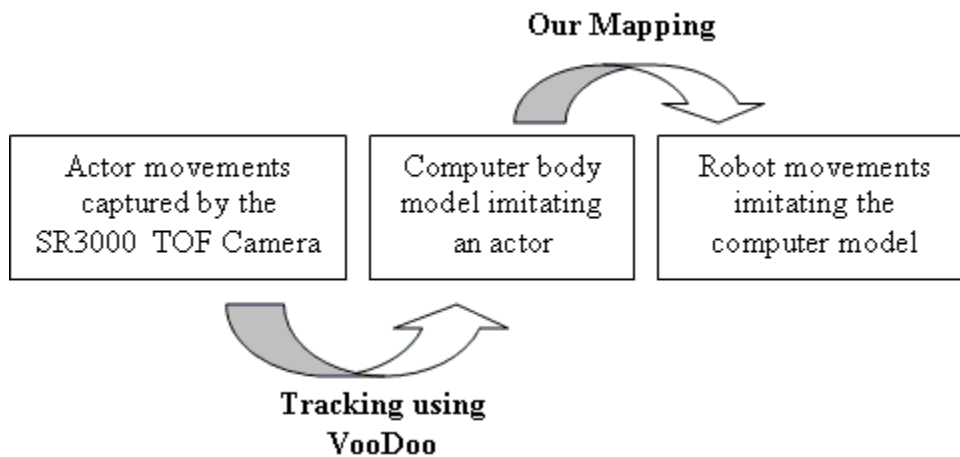 Our Mapping
Actor movements
captured by the
SR3000 TOF Camera
Computer body
model imitating
an actor
Robot movements
imitating the
computer model
Tracking using
VooDoo